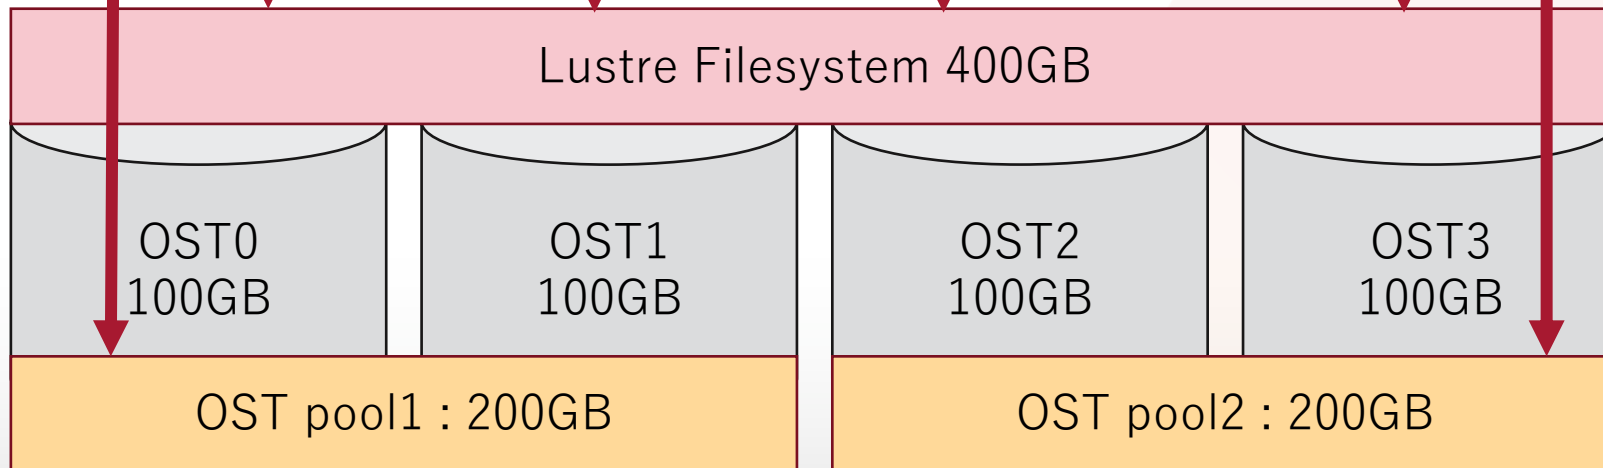 Lustre Filesystem 400GB
OST0
100GB
OST1
100GB
OST2
100GB
OST3
100GB
OST pool1 : 200GB
OST pool2 : 200GB